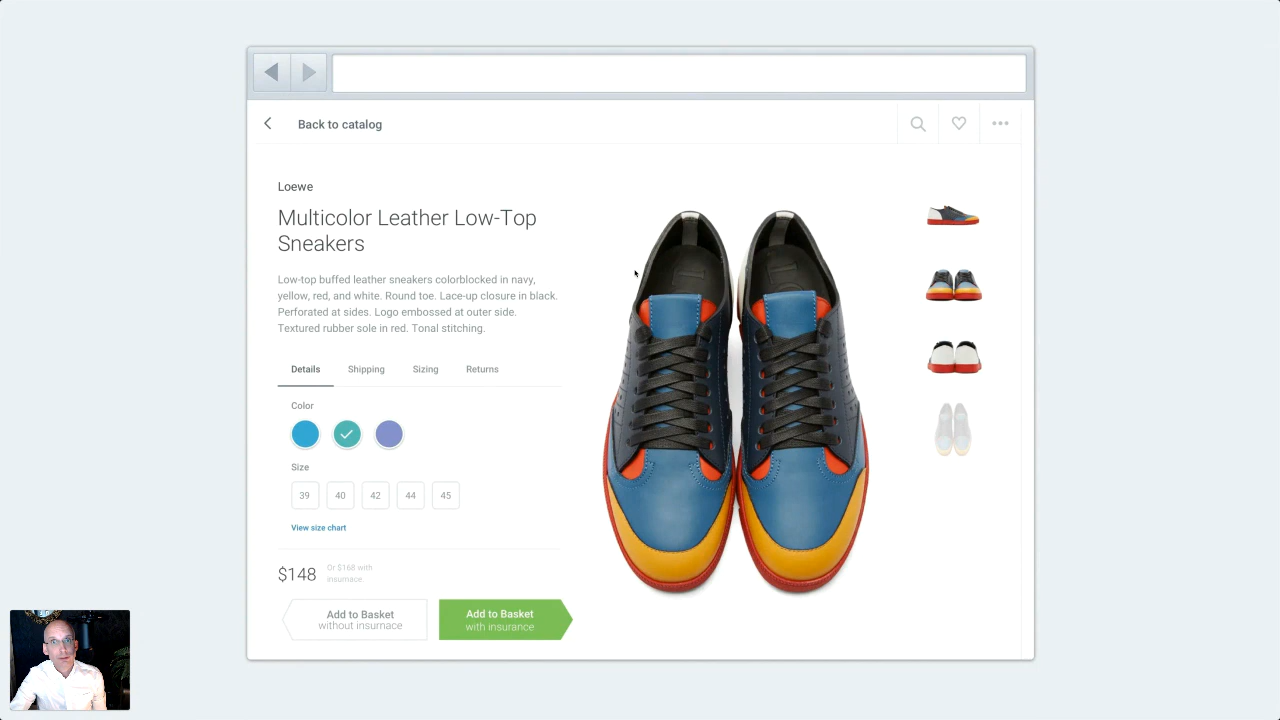 Back to catalog
Loewe
Multicolor Leather Low-Top
Sneakers
Low-top buffed leather sneakers colorblocked in navy,
yellow, red, and white. Round toe. Lace-up closure in black.
Perforated at sides. Logo embossed at outer side.
Textured rubber sole in red. Tonal stitching.
Details Shipping Sizing Returns
Color
Size
39 40 42 44 45
View size chart
$148
Or $168 with
insurnace.
Add to Basket
without insurnace
Add to Basket
with insurance